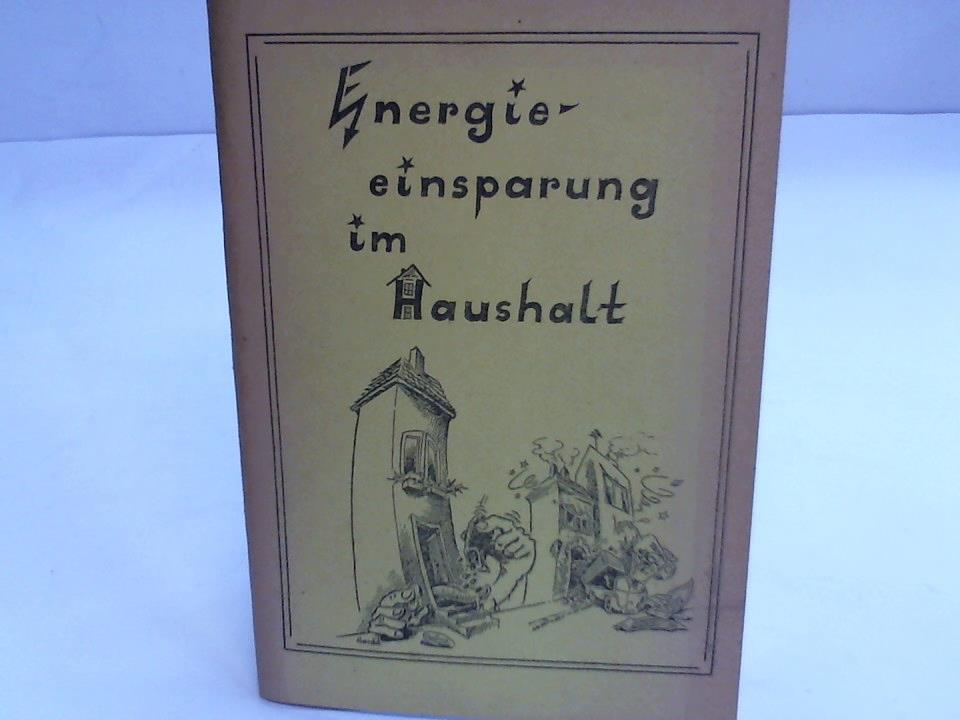 Energie-
einsparung
im
Haushalt